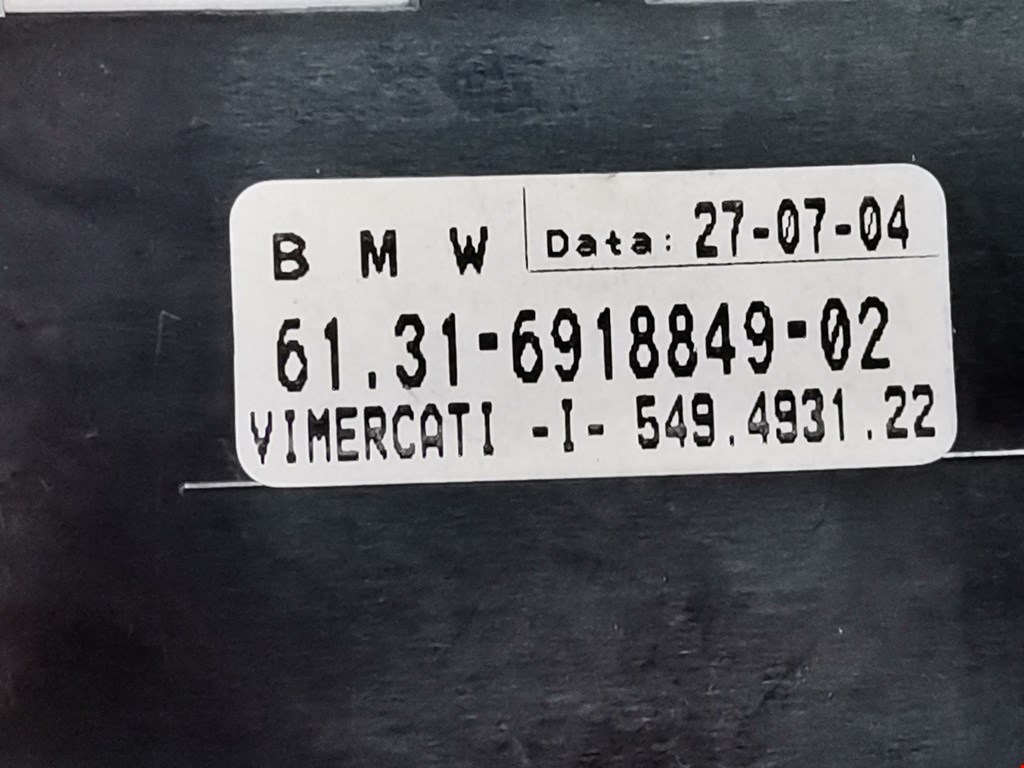 B M W Data: 27-07-04
61.31-6918849-02
VIMERCATI -I- 549.4931.22